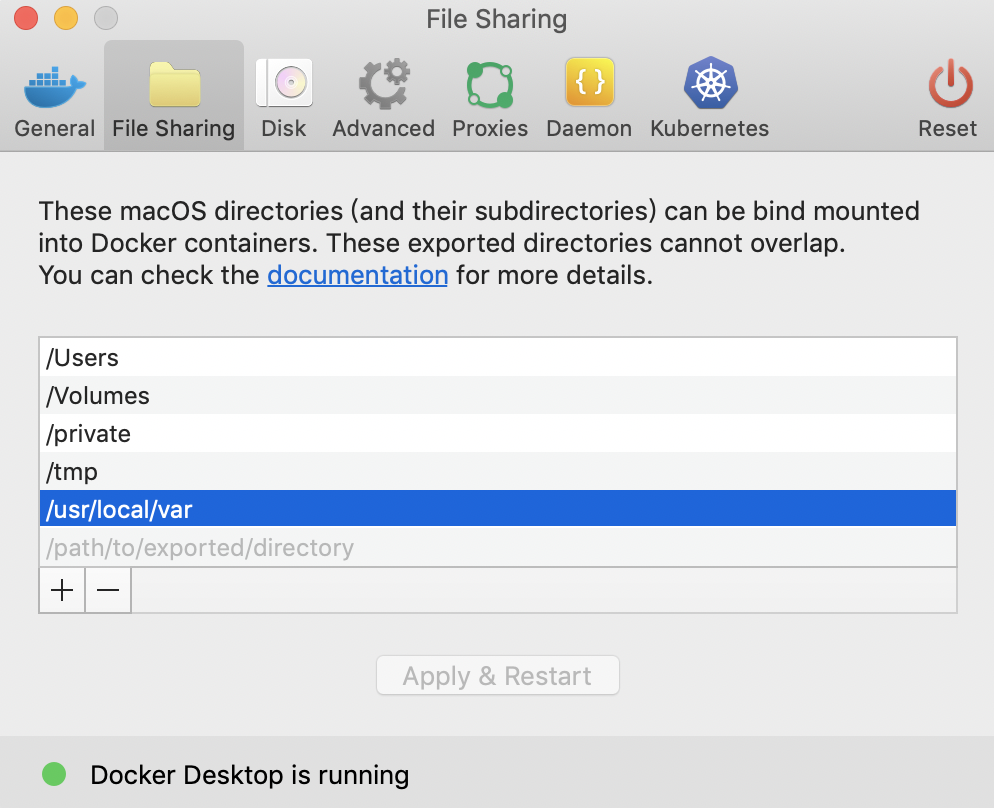 File Sharing
General
File Sharing
Disk
Advanced
Proxies
{ }
Daemon
Kubernetes
Reset
These macOS directories (and their subdirectories) can be bind mounted
into Docker containers. These exported directories cannot overlap.
You can check the documentation for more details.
/Users
/Volumes
/private
/tmp
/usr/local/var
/path/to/exported/directory
+ −
Apply & Restart
Docker Desktop is running